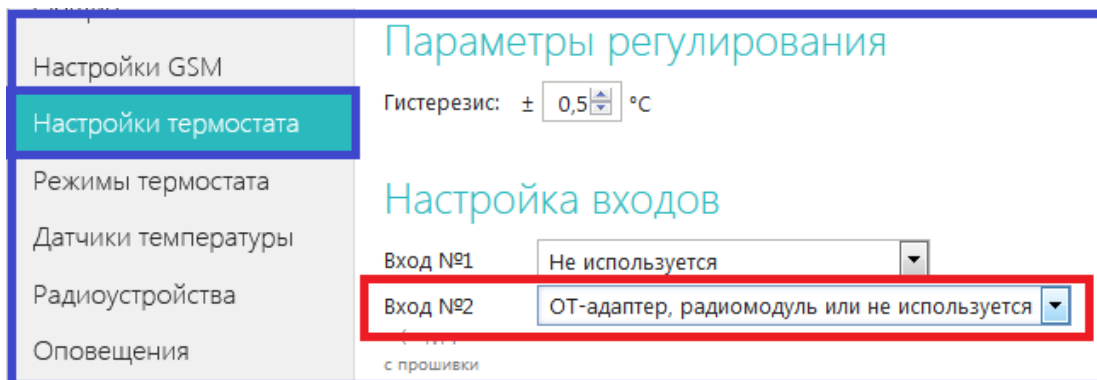 Настройки GSM
Настройки термостата
Режимы термостата
Датчики температуры
Радиоустройства
Оповещения
Параметры регулирования
Гистерезис: ± 0,5 °C
Настройка входов
Вход №1 Не используется
Вход №2 ОТ-адаптер, радиомодуль или не используется
с прошивки